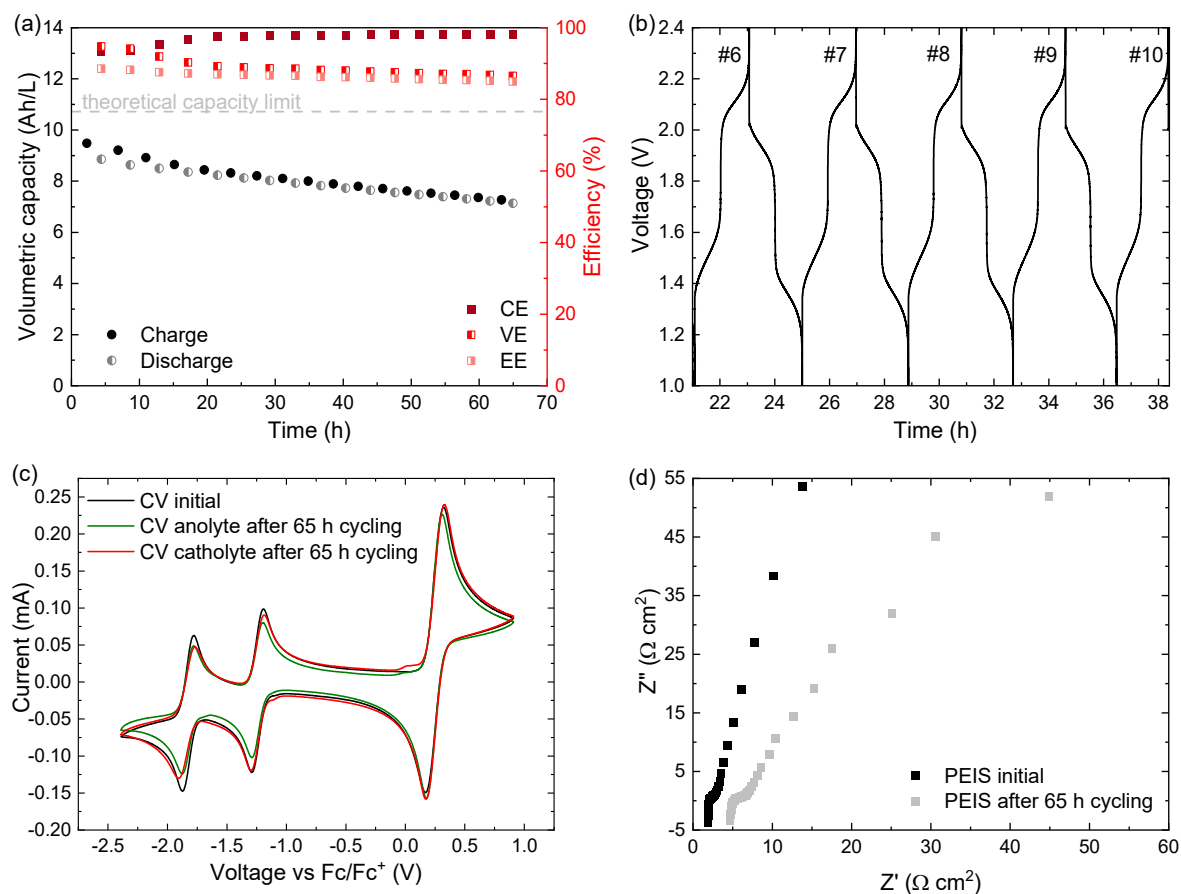 (a)
14
12
10
8
6
4
2
0
Volumetric capacity (Ah/L)
theoretical capacity limit
Charge
Discharge
CE
VE
EE
100
80
60
40
20
0
Efficiency (%)
0 10 20 30 40 50 60 70
Time (h)
(b)
#6 #7 #8 #9 #10
2.4
2.2
2.0
1.8
1.6
1.4
1.2
1.0
Voltage (V)
22 24 26 28 30 32 34 36 38
Time (h)
(c)
CV initial
CV anolyte after 65 h cycling
CV catholyte after 65 h cycling
0.25
0.20
0.15
0.10
0.05
0.00
-0.05
-0.10
-0.15
-0.20
Current (mA)
-2.5 -2.0 -1.5 -1.0 -0.5 0.0 0.5 1.0
Voltage vs Fc/Fc⁺ (V)
(d)
55
45
35
25
15
5
-5
Z'' (Ω cm²)
PEIS initial
PEIS after 65 h cycling
0 10 20 30 40 50 60
Z' (Ω cm²)